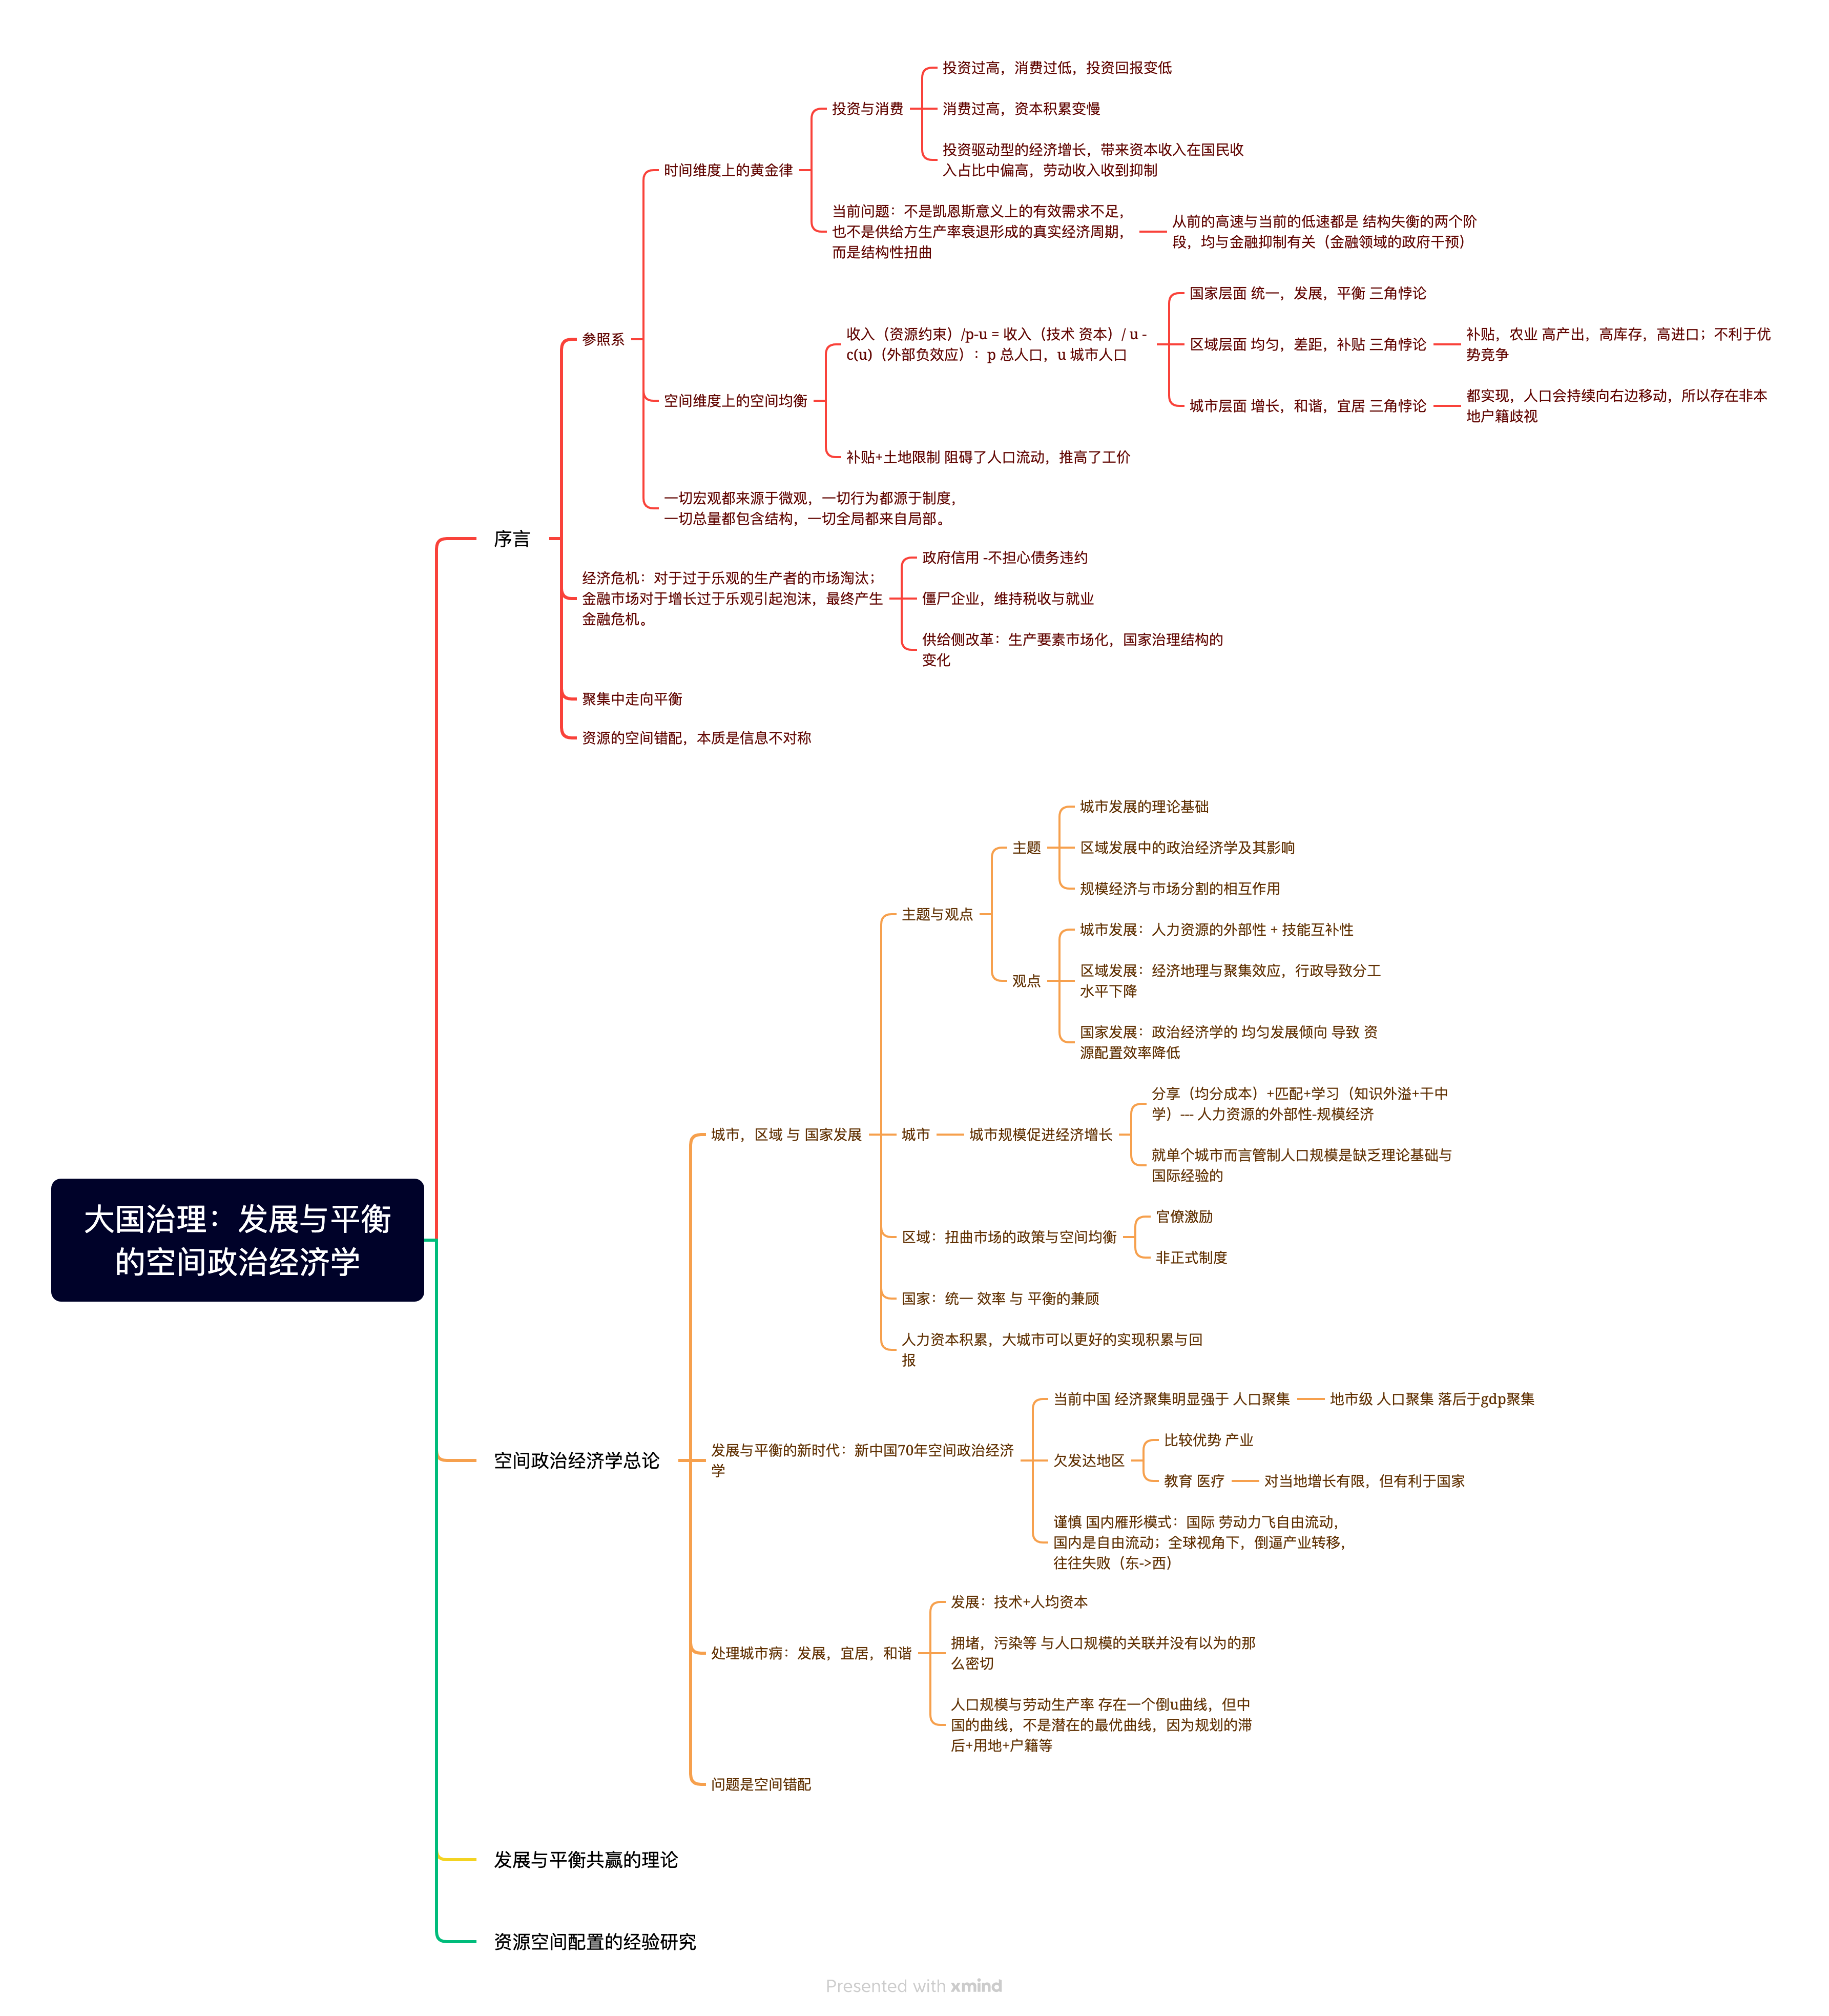 大国治理：发展与平衡
的空间政治经济学
序言
参照系
时间维度上的黄金律
投资与消费
投资过高，消费过低，投资回报变低
消费过高，资本积累变慢
投资驱动型的经济增长，带来资本收入在国民收
入占比中偏高，劳动收入收到抑制
当前问题：不是凯恩斯意义上的有效需求不足，
也不是供给方生产率衰退形成的真实经济周期，
而是结构性扭曲
从前的高速与当前的低速都是 结构失衡的两个阶
段，均与金融抑制有关（金融领域的政府干预）
空间维度上的空间均衡
收入（资源约束）/p-u = 收入（技术 资本）/ u -
c(u)（外部负效应）：p 总人口，u 城市人口
国家层面 统一，发展，平衡 三角悖论
区域层面 均匀，差距，补贴 三角悖论
补贴，农业 高产出，高库存，高进口；不利于优
势竞争
城市层面 增长，和谐，宜居 三角悖论
都实现，人口会持续向右边移动，所以存在非本
地户籍歧视
补贴+土地限制 阻碍了人口流动，推高了工价
一切宏观都来源于微观，一切行为都源于制度，
一切总量都包含结构，一切全局都来自局部。
经济危机：对于过于乐观的生产者的市场淘汰；
金融市场对于增长过于乐观引起泡沫，最终产生
金融危机。
政府信用 -不担心债务违约
僵尸企业，维持税收与就业
供给侧改革：生产要素市场化，国家治理结构的
变化
聚集中走向平衡
资源的空间错配，本质是信息不对称
空间政治经济学总论
城市，区域 与 国家发展
主题与观点
主题
城市发展的理论基础
区域发展中的政治经济学及其影响
规模经济与市场分割的相互作用
观点
城市发展：人力资源的外部性 + 技能互补性
区域发展：经济地理与聚集效应，行政导致分工
水平下降
国家发展：政治经济学的 均匀发展倾向 导致 资
源配置效率降低
城市
城市规模促进经济增长
分享（均分成本）+匹配+学习（知识外溢+干中
学）--- 人力资源的外部性-规模经济
就单个城市而言管制人口规模是缺乏理论基础与
国际经验的
区域：扭曲市场的政策与空间均衡
官僚激励
非正式制度
国家：统一 效率 与 平衡的兼顾
人力资本积累，大城市可以更好的实现积累与回
报
发展与平衡的新时代：新中国70年空间政治经济
学
当前中国 经济聚集明显强于 人口聚集
地市级 人口聚集 落后于gdp聚集
欠发达地区
比较优势 产业
教育 医疗
对当地增长有限，但有利于国家
谨慎 国内雁形模式：国际 劳动力飞自由流动，
国内是自由流动；全球视角下，倒逼产业转移，
往往失败（东->西）
处理城市病：发展，宜居，和谐
发展：技术+人均资本
拥堵，污染等 与人口规模的关联并没有以为的那
么密切
人口规模与劳动生产率 存在一个倒u曲线，但中
国的曲线，不是潜在的最优曲线，因为规划的滞
后+用地+户籍等
问题是空间错配
发展与平衡共赢的理论
资源空间配置的经验研究
Presented with xmind